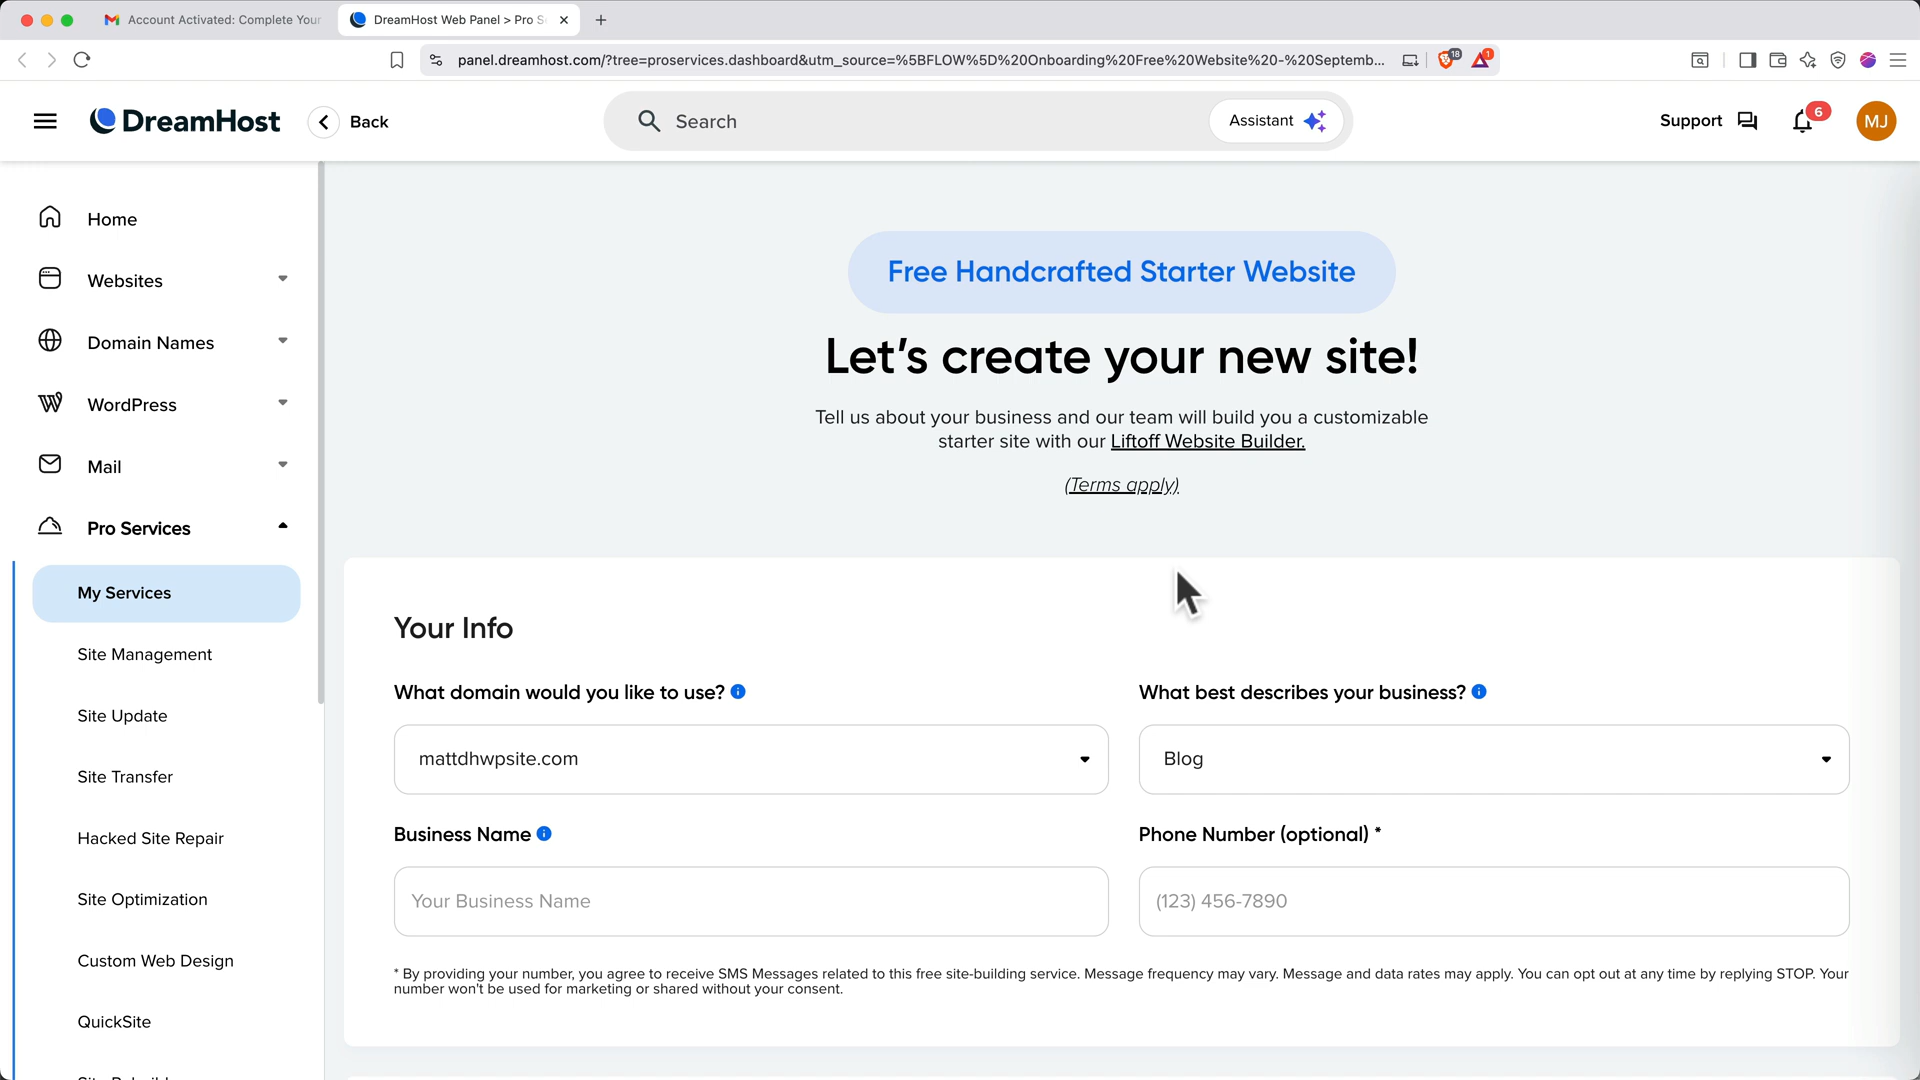 Account Activated: Complete Your
DreamHost Web Panel > Pro S
panel.dreamhost.com/?tree=proservices.dashboard&utm_source=%5BFLOW%5D%20Onboarding%20Free%20Website%20-%20Septemb...
18
1
DreamHost
Back
Search
Assistant
Support
6
MJ
Home
Websites
Domain Names
WordPress
Mail
Pro Services
My Services
Site Management
Site Update
Site Transfer
Hacked Site Repair
Site Optimization
Custom Web Design
QuickSite
Free Handcrafted Starter Website
Let's create your new site!
Tell us about your business and our team will build you a customizable
starter site with our Liftoff Website Builder.
(Terms apply)
Your Info
What domain would you like to use?
What best describes your business?
mattdhwpsite.com
Blog
Business Name
Phone Number (optional) *
Your Business Name
(123) 456-7890
* By providing your number, you agree to receive SMS Messages related to this free site-building service. Message frequency may vary. Message and data rates may apply. You can opt out at any time by replying STOP. Your
number won't be used for marketing or shared without your consent.